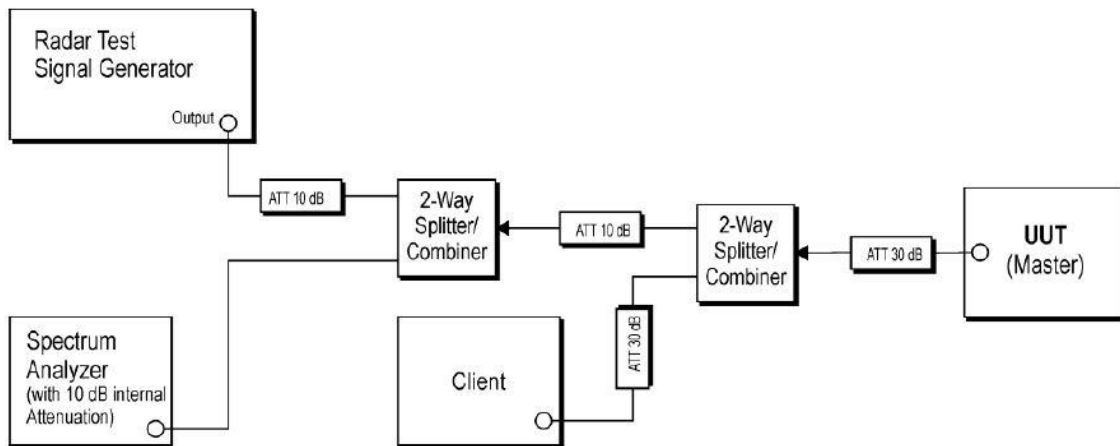 Radar Test
Signal Generator
Output
ATT 10 dB
2-Way
Splitter/
Combiner
ATT 10 dB
2-Way
Splitter/
Combiner
ATT 30 dB
UUT
(Master)
Spectrum
Analyzer
(with 10 dB internal
Attenuation)
Client
ATT 30 dB